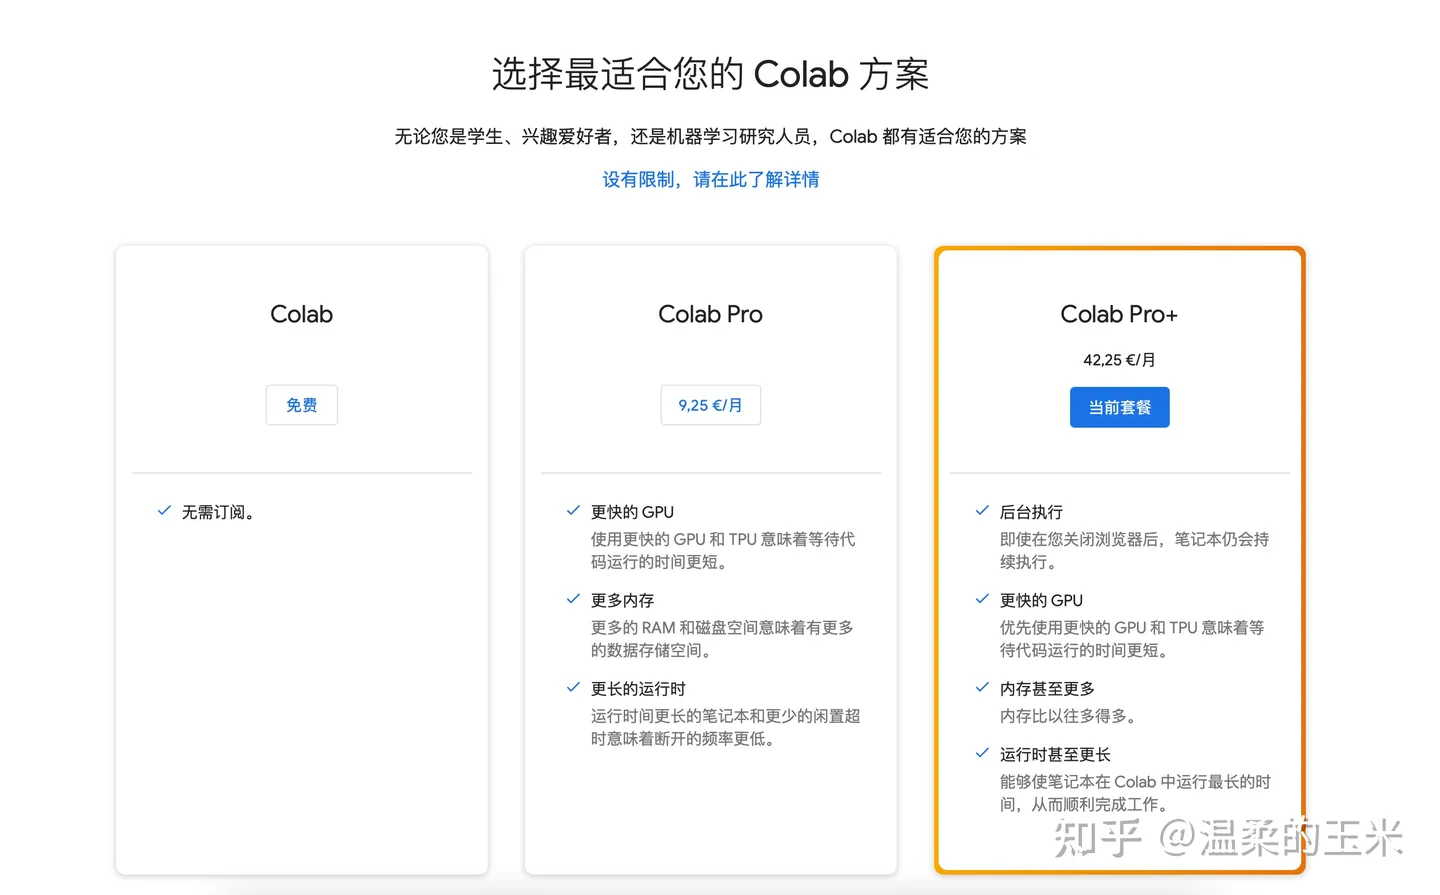 选择最适合您的 Colab 方案
无论您是学生、兴趣爱好者，还是机器学习研究人员，Colab 都有适合您的方案
设有限制，请在此了解详情
Colab
免费
无需订阅。
Colab Pro
9,25 €/月
更快的 GPU
使用更快的 GPU 和 TPU 意味着等待代
码运行的时间更短。
更多内存
更多的 RAM 和磁盘空间意味着有更多
的数据存储空间。
更长的运行时
运行时间更长的笔记本和更少的闲置超
时意味着断开的频率更低。
Colab Pro+
42,25 €/月
当前套餐
后台执行
即使在您关闭浏览器后，笔记本仍会持
续执行。
更快的 GPU
优先使用更快的 GPU 和 TPU 意味着等
待代码运行的时间更短。
内存甚至更多
内存比以往多得多。
运行时甚至更长
能够使笔记本在 Colab 中运行最长的时
间，从而顺利完成工作。
知乎 @温柔的玉米